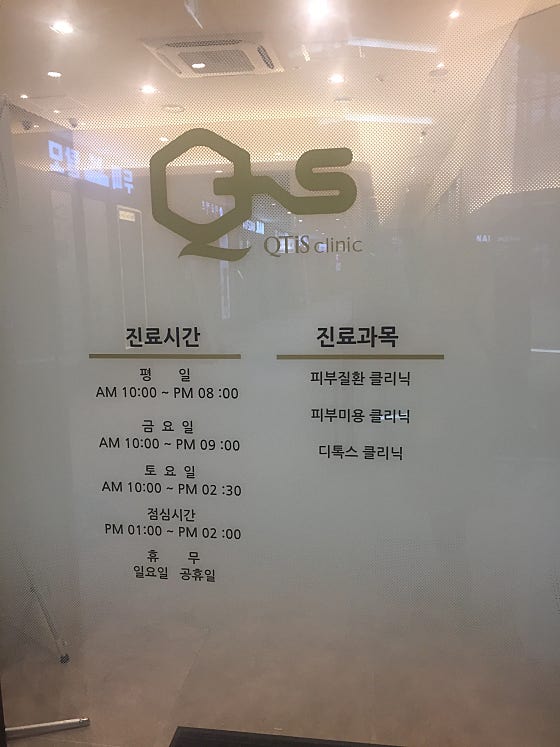 QTiS clinic
진료시간
평 일
AM 10:00 ~ PM 08 :00
금 요 일
AM 10:00 ~ PM 09 :00
토 요 일
AM 10:00 ~ PM 02 :30
점심시간
PM 01:00 ~ PM 02 :00
휴 무
일요일 공휴일
진료과목
피부질환 클리닉
피부미용 클리닉
디톡스 클리닉